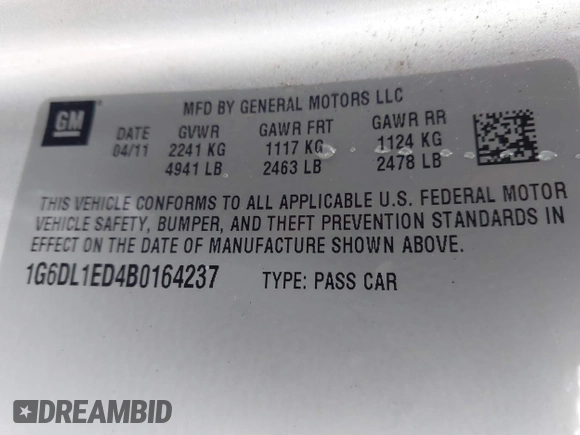 GM
MFD BY GENERAL MOTORS LLC
DATE GVWR GAWR FRT GAWR RR
04/11 2241 KG 1117 KG 1124 KG
4941 LB 2463 LB 2478 LB
THIS VEHICLE CONFORMS TO ALL APPLICABLE U.S. FEDERAL MOTOR
VEHICLE SAFETY, BUMPER, AND THEFT PREVENTION STANDARDS IN
EFFECT ON THE DATE OF MANUFACTURE SHOWN ABOVE.
1G6DL1ED4B0164237 TYPE: PASS CAR
DREAMBID